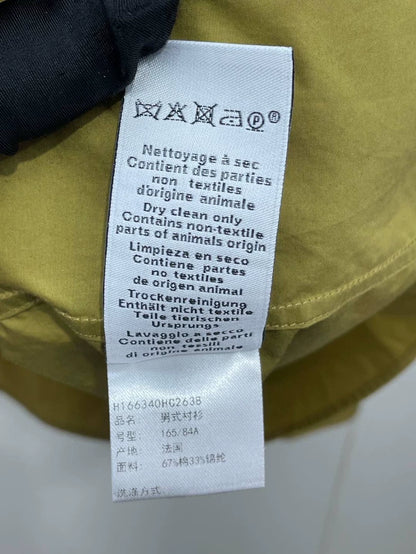 Nettoyage à sec
Contient des parties
non textiles
d'origine animale
Dry clean only
Contains non-textile
parts of animals origin
Limpieza en seco
Contiene partes
no textiles
de origen animal
Trockenreinigung
Enthält nicht textile
Teile tierischen
Ursprungs
Lavaggio a secco
Contiene delle parti
non tessili
di origine animale
H166340HC2638
品名: 男式衬衫
号型: 165/84A
产地: 法国
面料: 67%棉33%锦纶
洗涤方式: